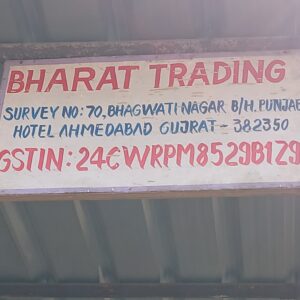 BHARAT TRADING
SURVEY NO: 70, BHAGWATI NAGAR B/H. PUNJAB
HOTEL AHMEDABAD GUJRAT - 382350
GSTIN: 24CWRPM8529B1Z9